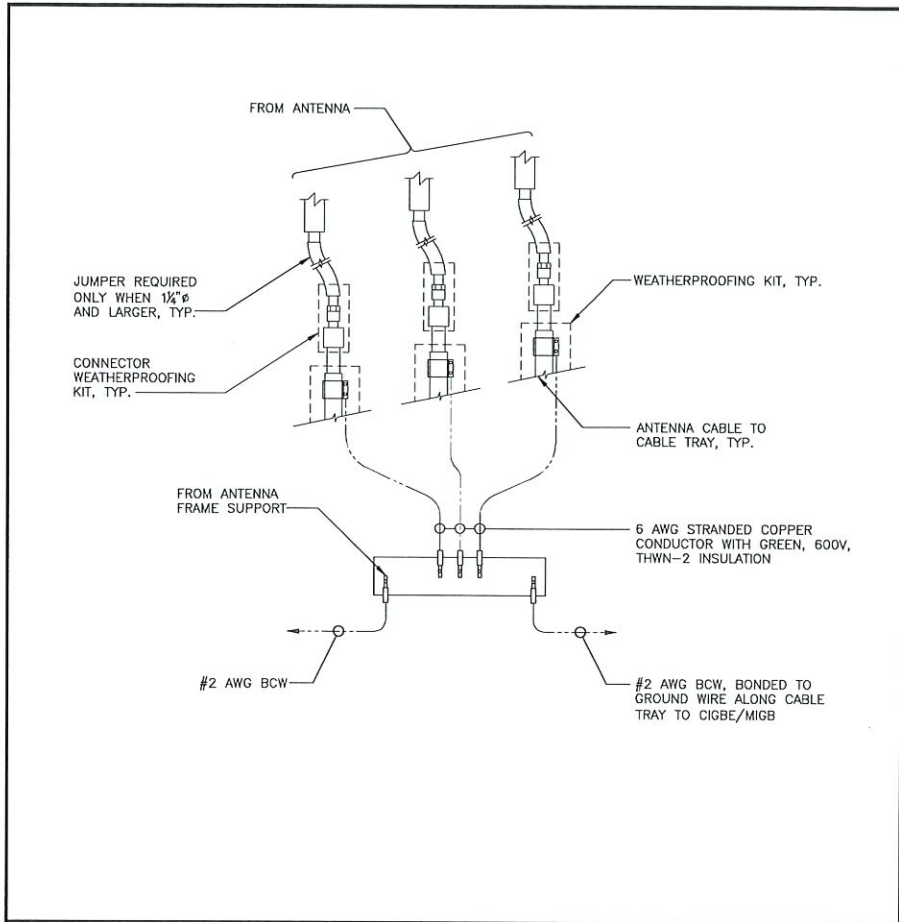 FROM ANTENNA
JUMPER REQUIRED
ONLY WHEN 1¼"ø
AND LARGER, TYP.
WEATHERPROOFING KIT, TYP.
CONNECTOR
WEATHERPROOFING
KIT, TYP.
ANTENNA CABLE TO
CABLE TRAY, TYP.
FROM ANTENNA
FRAME SUPPORT
6 AWG STRANDED COPPER
CONDUCTOR WITH GREEN, 600V,
THWN-2 INSULATION
#2 AWG BCW
#2 AWG BCW, BONDED TO
GROUND WIRE ALONG CABLE
TRAY TO CIGBE/MIGB